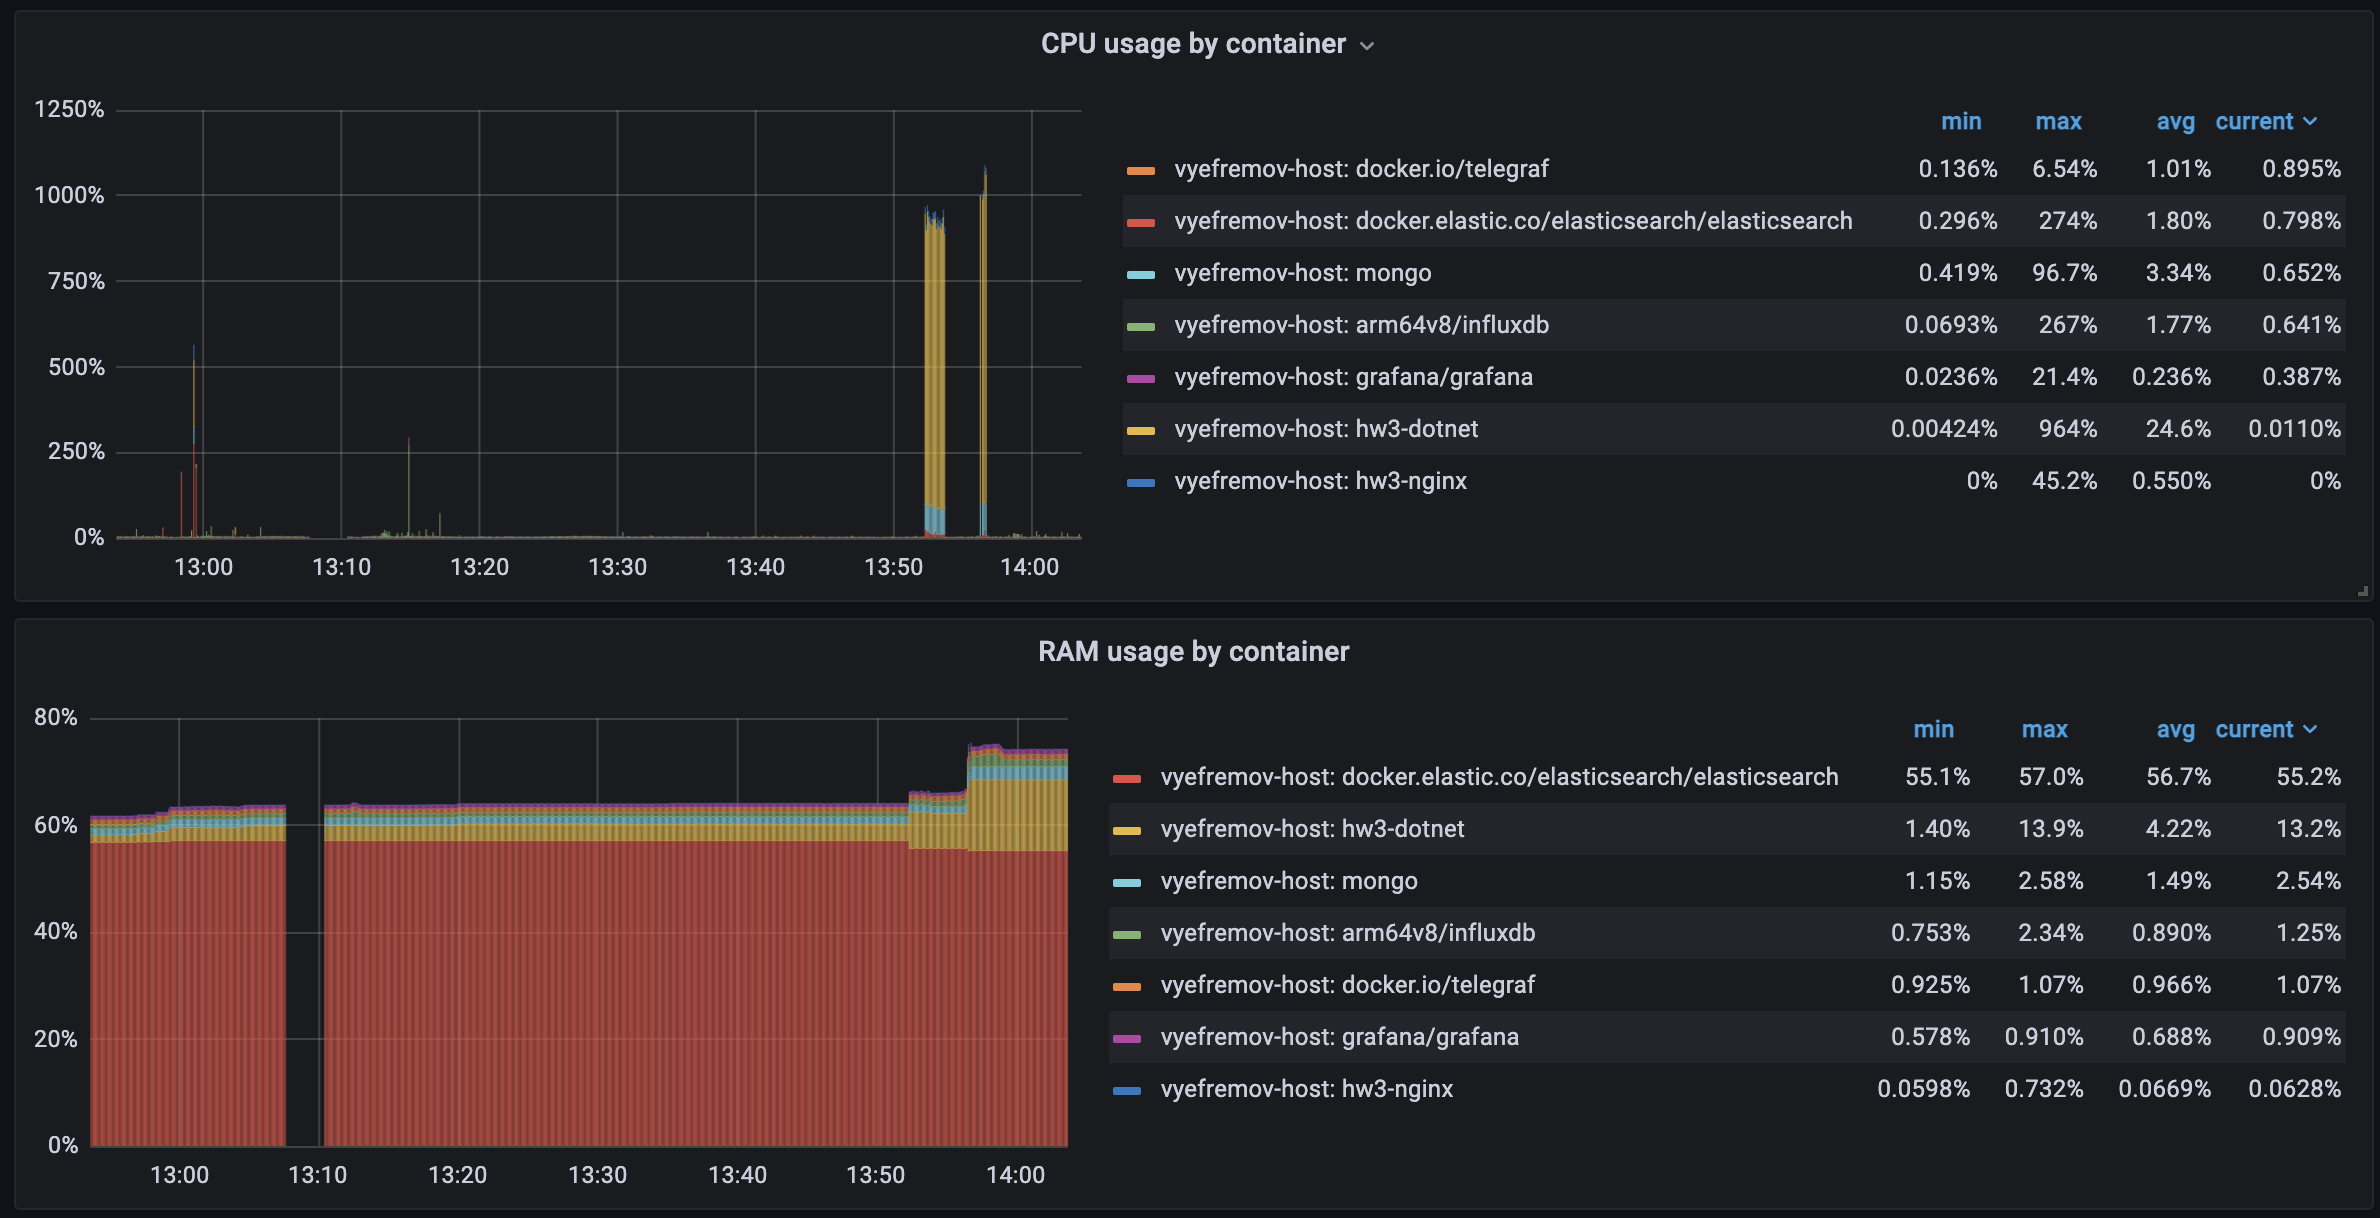 CPU usage by container
1250%
1000%
750%
500%
250%
0%
13:00 13:10 13:20 13:30 13:40 13:50 14:00
min max avg current
vyefremov-host: docker.io/telegraf 0.136% 6.54% 1.01% 0.895%
vyefremov-host: docker.elastic.co/elasticsearch/elasticsearch 0.296% 274% 1.80% 0.798%
vyefremov-host: mongo 0.419% 96.7% 3.34% 0.652%
vyefremov-host: arm64v8/influxdb 0.0693% 267% 1.77% 0.641%
vyefremov-host: grafana/grafana 0.0236% 21.4% 0.236% 0.387%
vyefremov-host: hw3-dotnet 0.00424% 964% 24.6% 0.0110%
vyefremov-host: hw3-nginx 0% 45.2% 0.550% 0%
RAM usage by container
80%
60%
40%
20%
0%
13:00 13:10 13:20 13:30 13:40 13:50 14:00
min max avg current
vyefremov-host: docker.elastic.co/elasticsearch/elasticsearch 55.1% 57.0% 56.7% 55.2%
vyefremov-host: hw3-dotnet 1.40% 13.9% 4.22% 13.2%
vyefremov-host: mongo 1.15% 2.58% 1.49% 2.54%
vyefremov-host: arm64v8/influxdb 0.753% 2.34% 0.890% 1.25%
vyefremov-host: docker.io/telegraf 0.925% 1.07% 0.966% 1.07%
vyefremov-host: grafana/grafana 0.578% 0.910% 0.688% 0.909%
vyefremov-host: hw3-nginx 0.0598% 0.732% 0.0669% 0.0628%